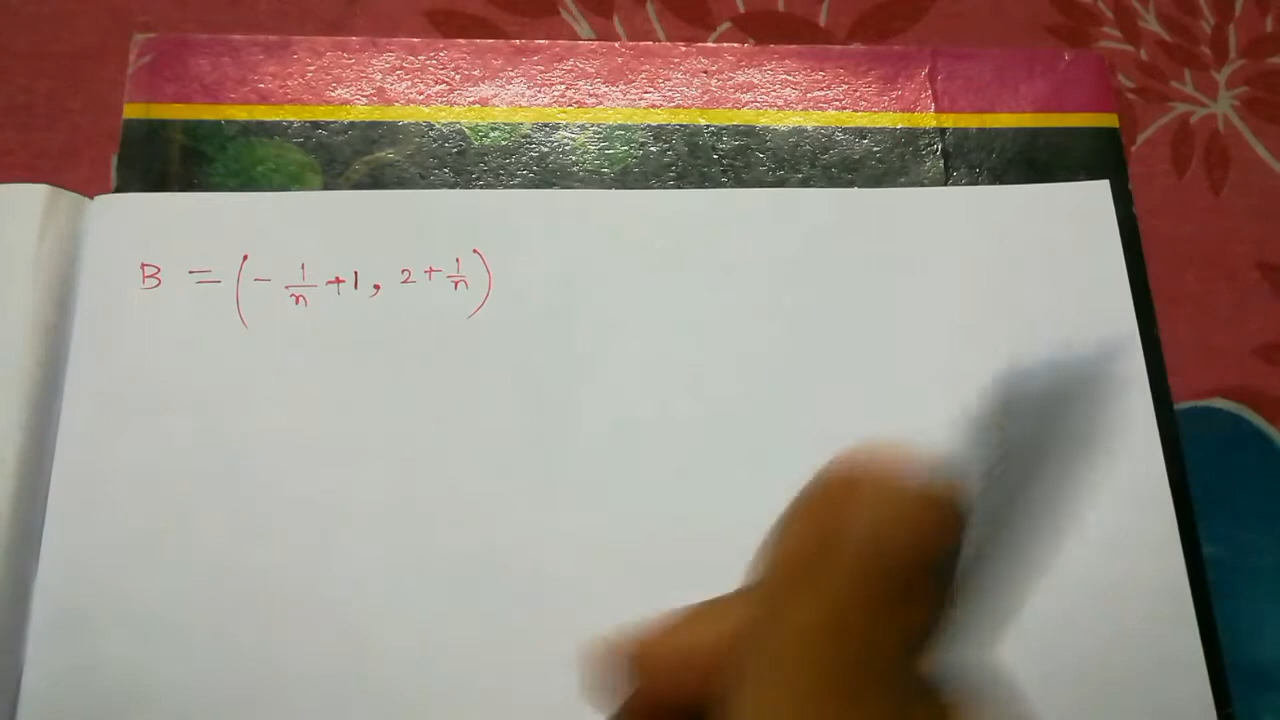 B = (-1/n+1, 2+1/n)